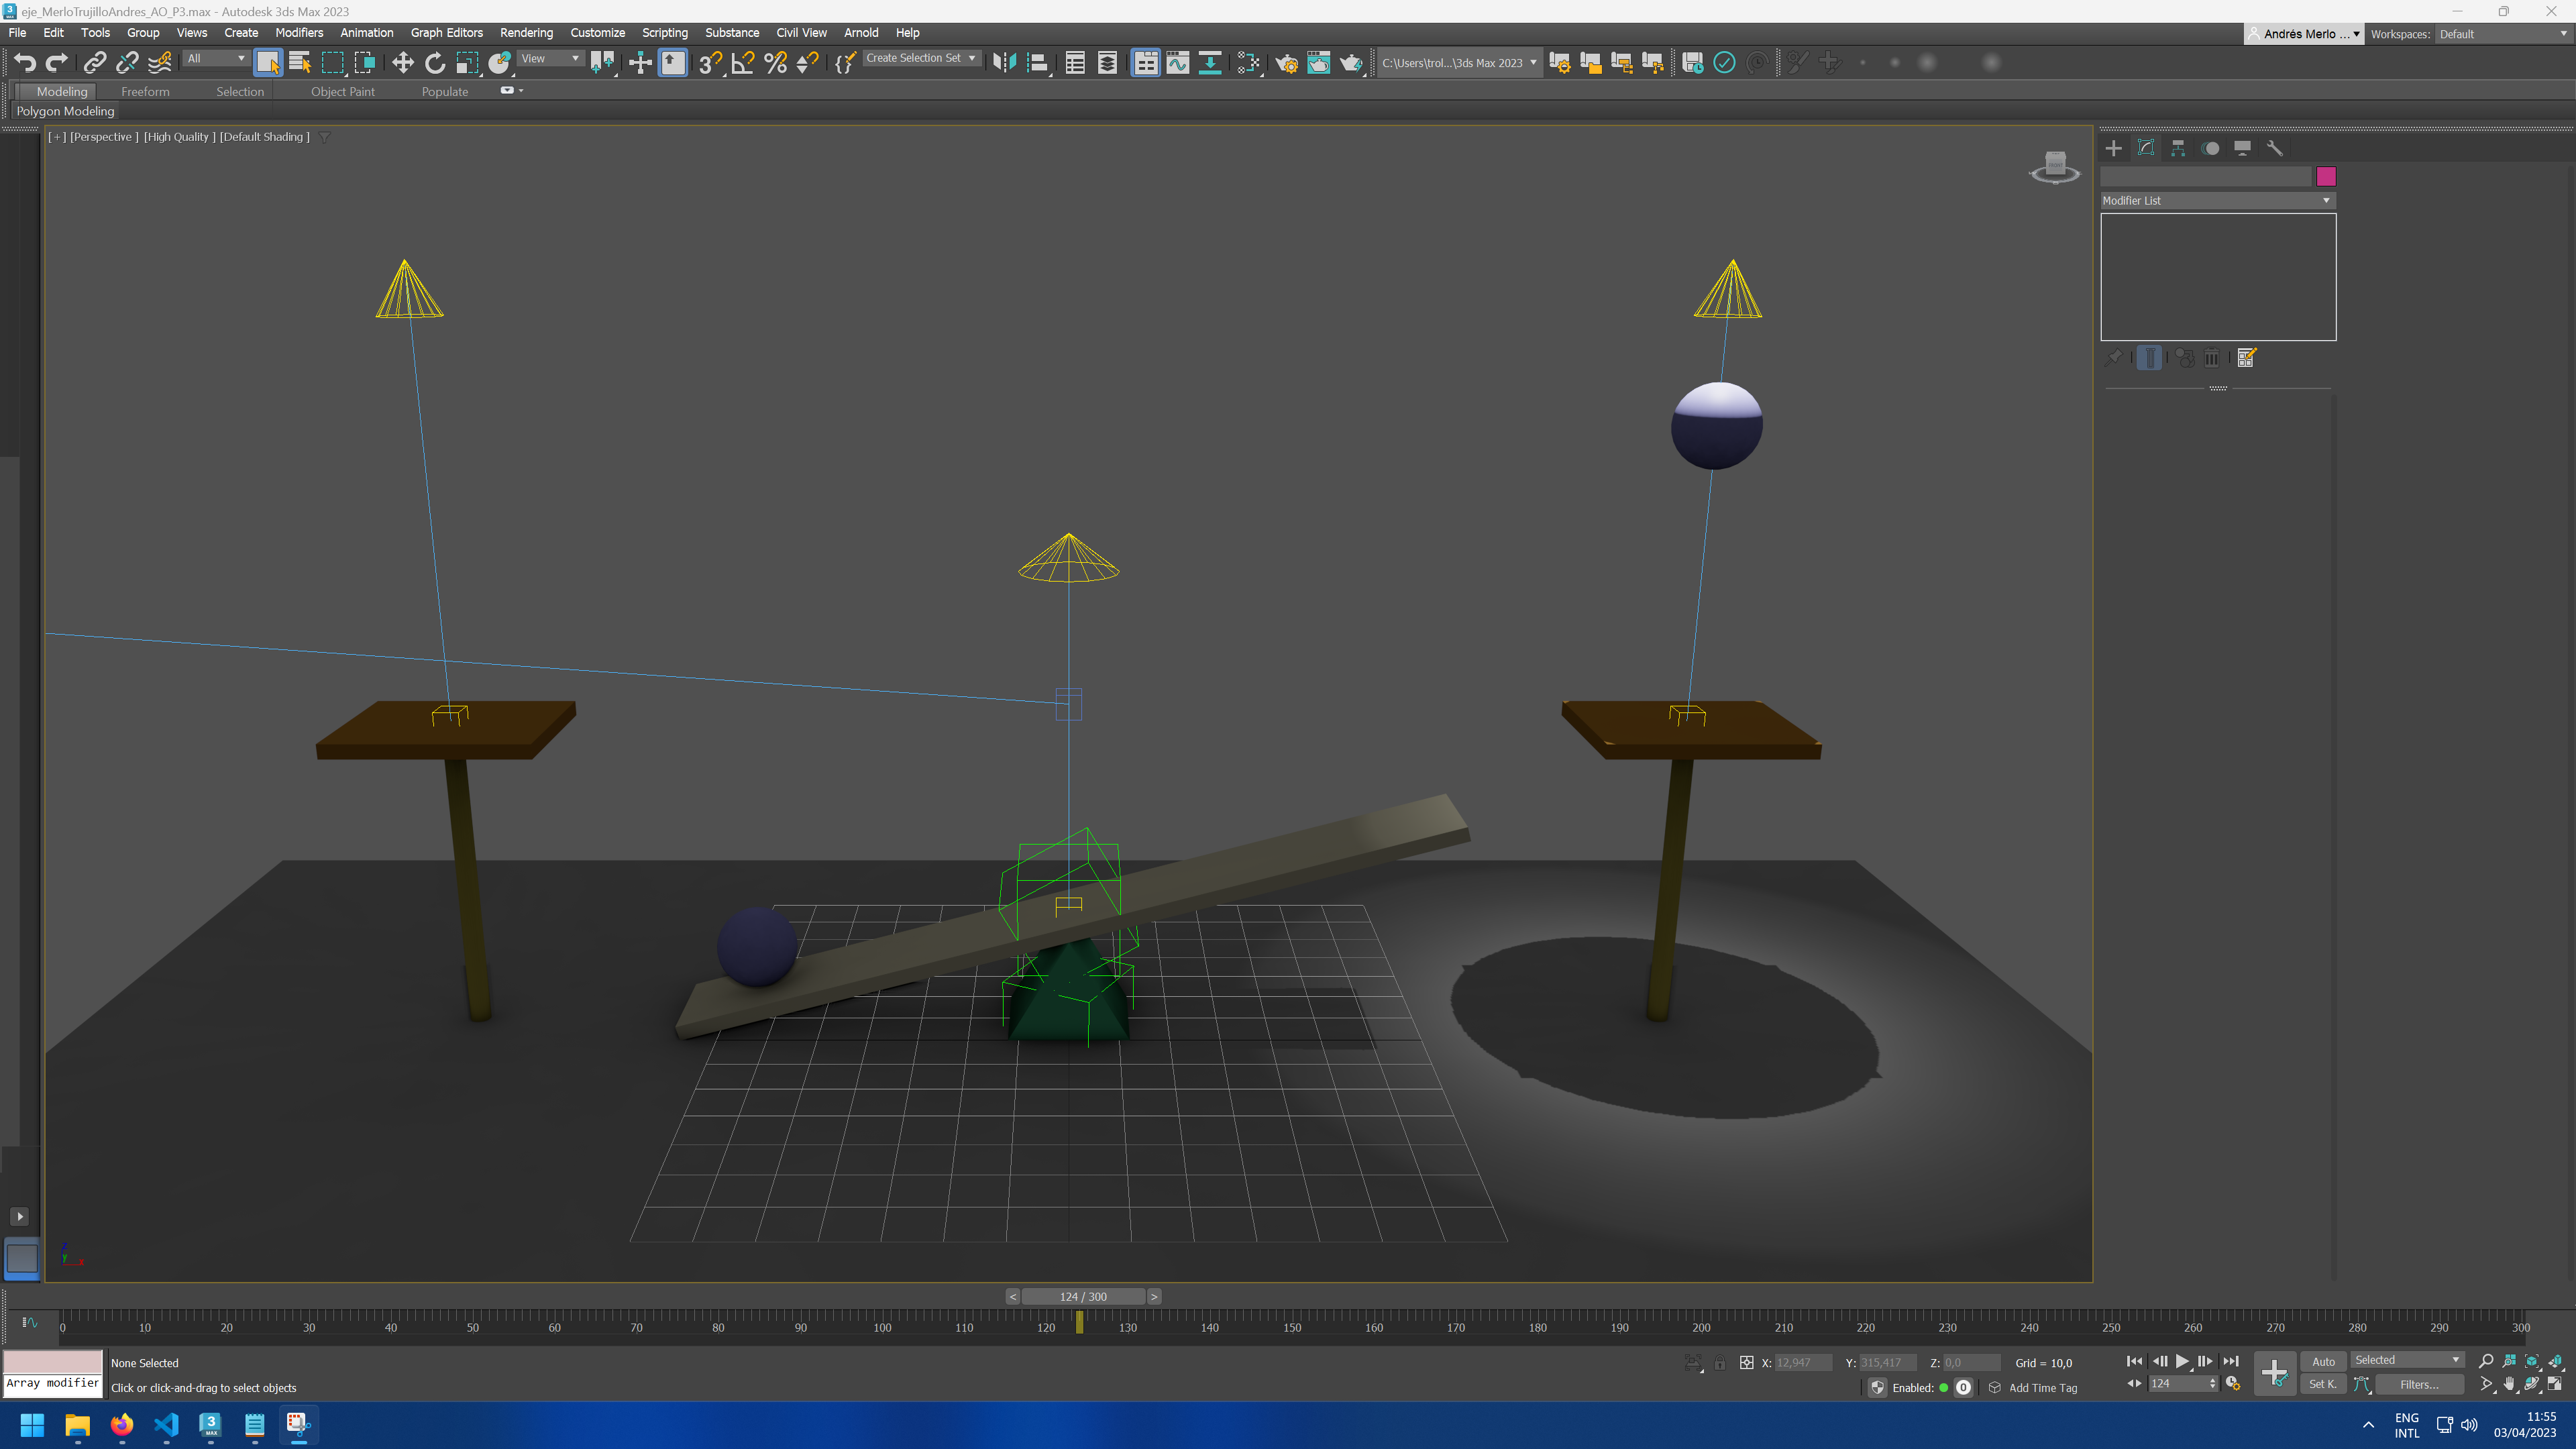 eje_MerloTrujilloAndres_AO_P3.max - Autodesk 3ds Max 2023
File Edit Tools Group Views Create Modifiers Animation Graph Editors Rendering Customize Scripting Substance Civil View Arnold Help
Andrés Merlo ... Workspaces: Default
All View Create Selection Set C:\Users\trol...\3ds Max 2023
Modeling Freeform Selection Object Paint Populate
Polygon Modeling
[+] [Perspective ] [High Quality ] [Default Shading ]
Modifier List
z
y
x
< 124 / 300 >
0 10 20 30 40 50 60 70 80 90 100 110 120 130 140 150 160 170 180 190 200 210 220 230 240 250 260 270 280 290 300
None Selected
X: 12,947 Y: 315,417 Z: 0,0 Grid = 10,0
Auto Selected
Array modifier
Click or click-and-drag to select objects
Enabled: 0 Add Time Tag
124
Set K. Filters...
ENG
INTL
11:55
03/04/2023